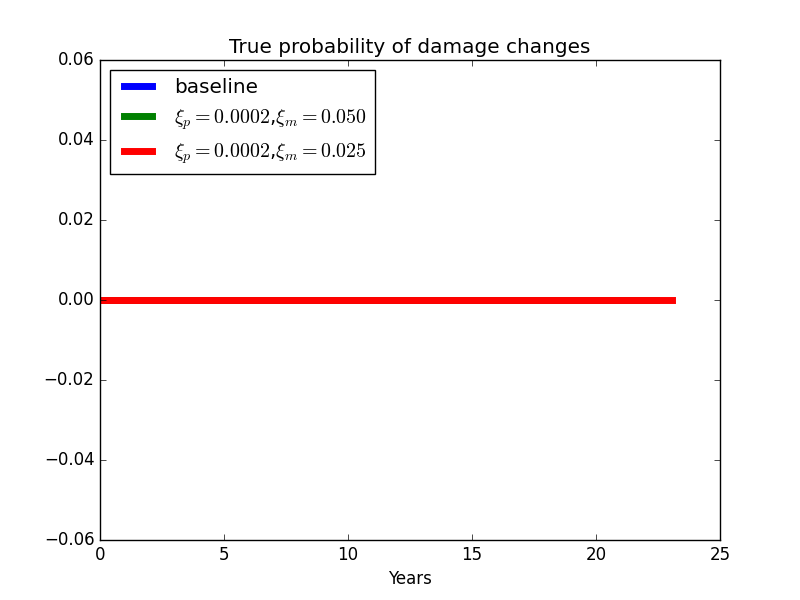 True probability of damage changes
0.06
0.04
0.02
0.00
−0.02
−0.04
−0.06
baseline
ξp = 0.0002,ξm = 0.050
ξp = 0.0002,ξm = 0.025
0 5 10 15 20 25
Years